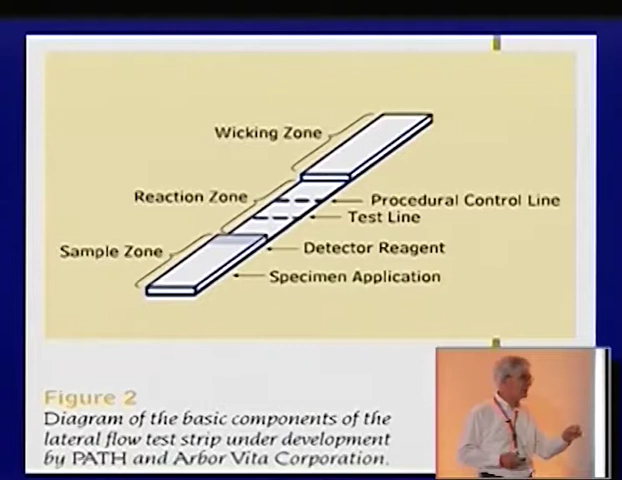 Wicking Zone
Reaction Zone
Procedural Control Line
Test Line
Sample Zone
Detector Reagent
Specimen Application
Figure 2
Diagram of the basic components of the
lateral flow test strip under development
by PATH and Arbor Vita Corporation.